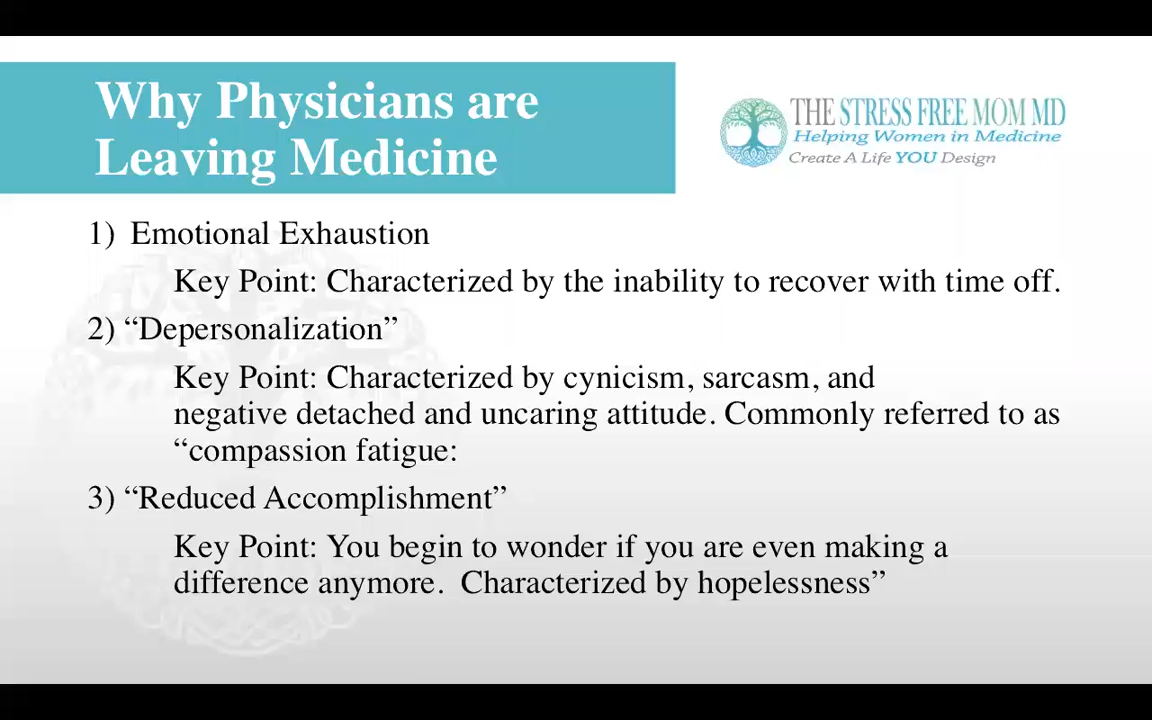 Why Physicians are
Leaving Medicine
THE STRESS FREE MOM MD
Helping Women in Medicine
Create A Life YOU Design
1) Emotional Exhaustion
Key Point: Characterized by the inability to recover with time off.
2) “Depersonalization”
Key Point: Characterized by cynicism, sarcasm, and
negative detached and uncaring attitude. Commonly referred to as
“compassion fatigue:
3) “Reduced Accomplishment”
Key Point: You begin to wonder if you are even making a
difference anymore.  Characterized by hopelessness”